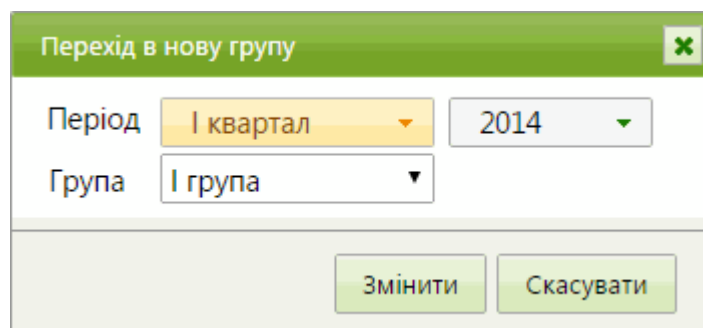 Перехід в нову групу
Період І квартал 2014
Група І група
Змінити Скасувати